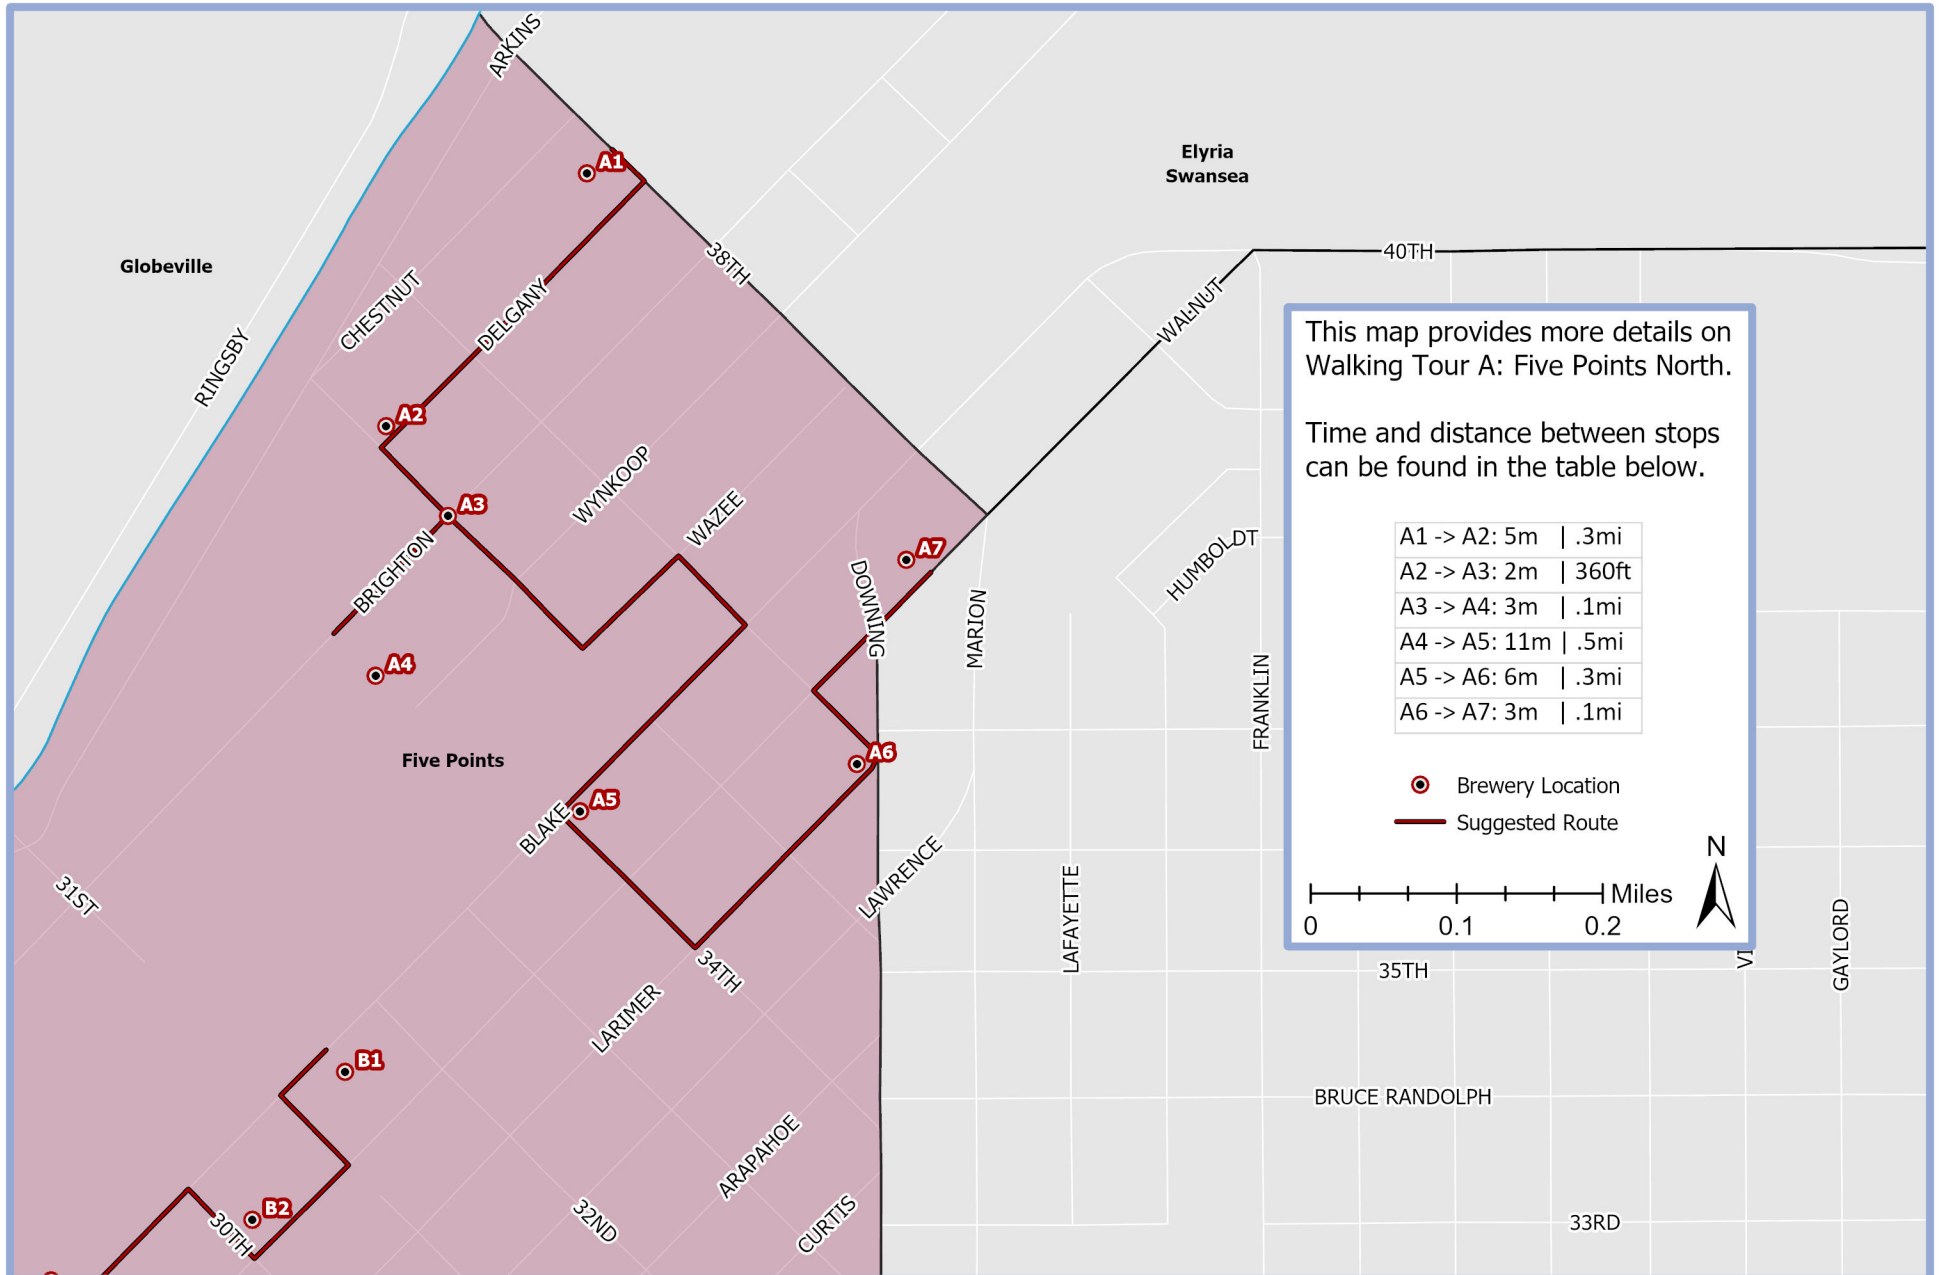 ARKINS
A1
Elyria
Swansea
38TH
40TH
Globeville
CHESTNUT
DELGANY
WALNUT
RINGSBY
A2
A3
WYNKOOP
WAZEE
BRIGHTON
A7
DOWNING
MARION
HUMBOLDT
A4
FRANKLIN
Five Points
A6
A5
BLAKE
LAWRENCE
31ST
LAFAYETTE
34TH
LARIMER
35TH
VI
GAYLORD
B1
BRUCE RANDOLPH
ARAPAHOE
B2
30TH
32ND
CURTIS
33RD
This map provides more details on
Walking Tour A: Five Points North.
Time and distance between stops
can be found in the table below.
A1 -> A2: 5m | .3mi
A2 -> A3: 2m | 360ft
A3 -> A4: 3m | .1mi
A4 -> A5: 11m | .5mi
A5 -> A6: 6m | .3mi
A6 -> A7: 3m | .1mi
Brewery Location
Suggested Route
N
Miles
0 0.1 0.2